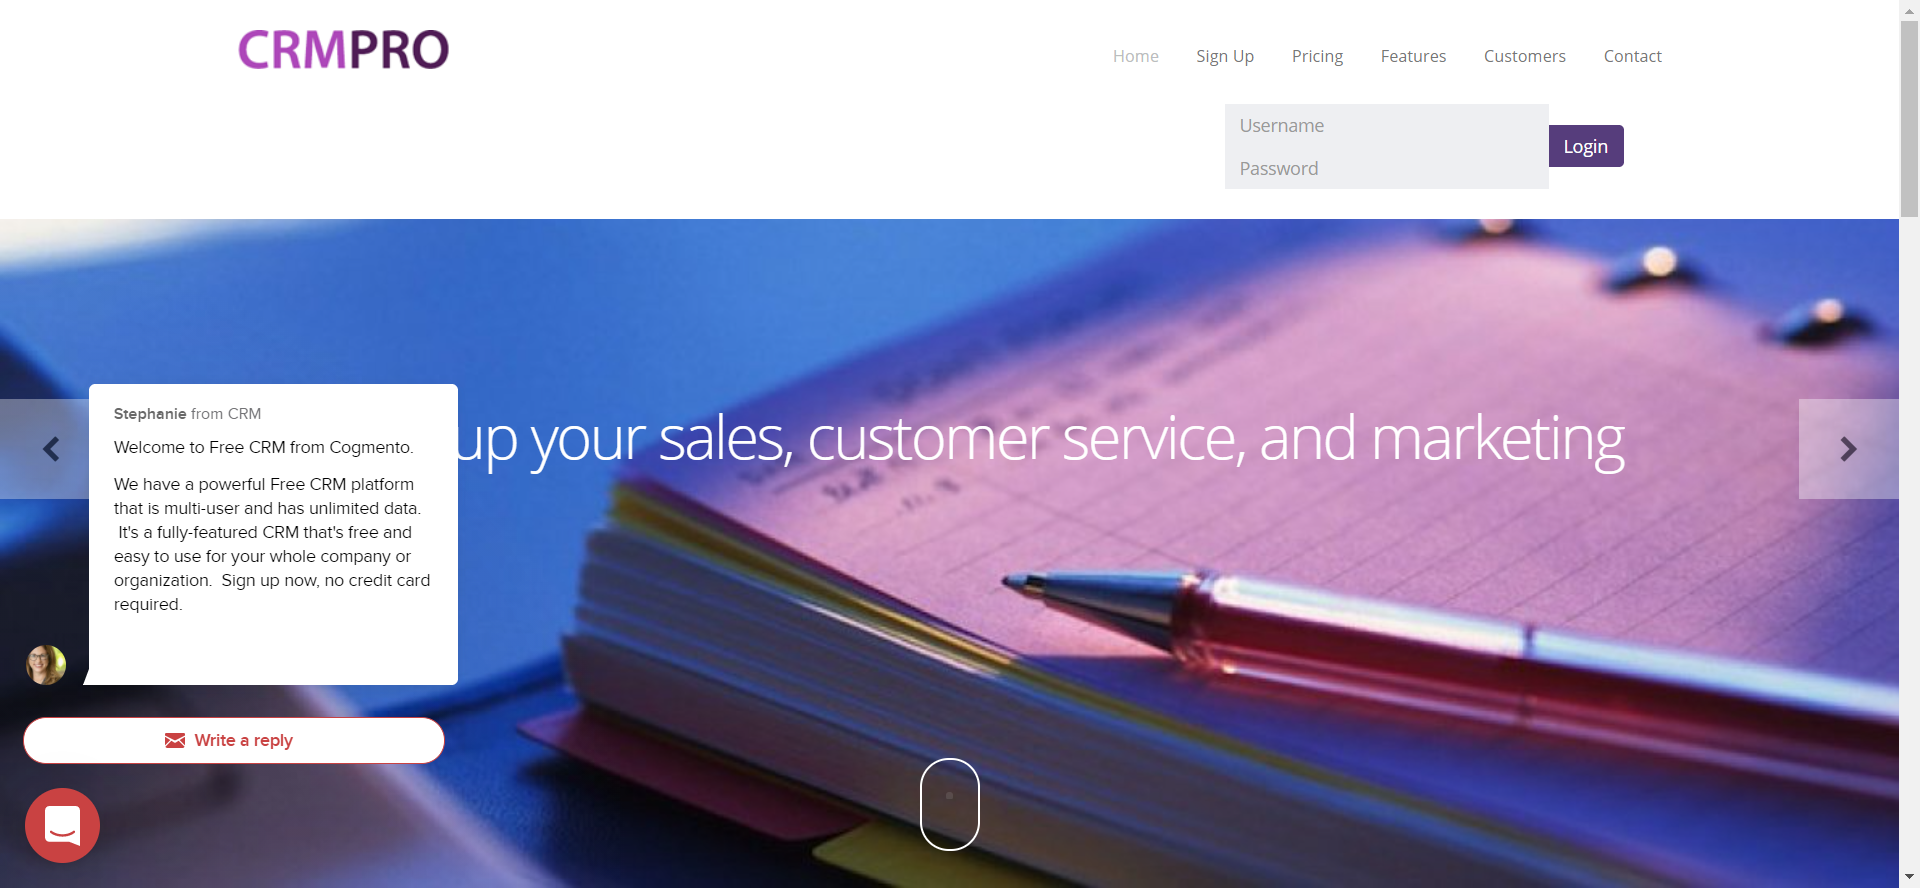 CRMPRO
Home Sign Up Pricing Features Customers Contact
Username
Password
Login
up your sales, customer service, and marketing
Stephanie from CRM
Welcome to Free CRM from Cogmento.
We have a powerful Free CRM platform
that is multi-user and has unlimited data.
It's a fully-featured CRM that's free and
easy to use for your whole company or
organization. Sign up now, no credit card
required.
Write a reply